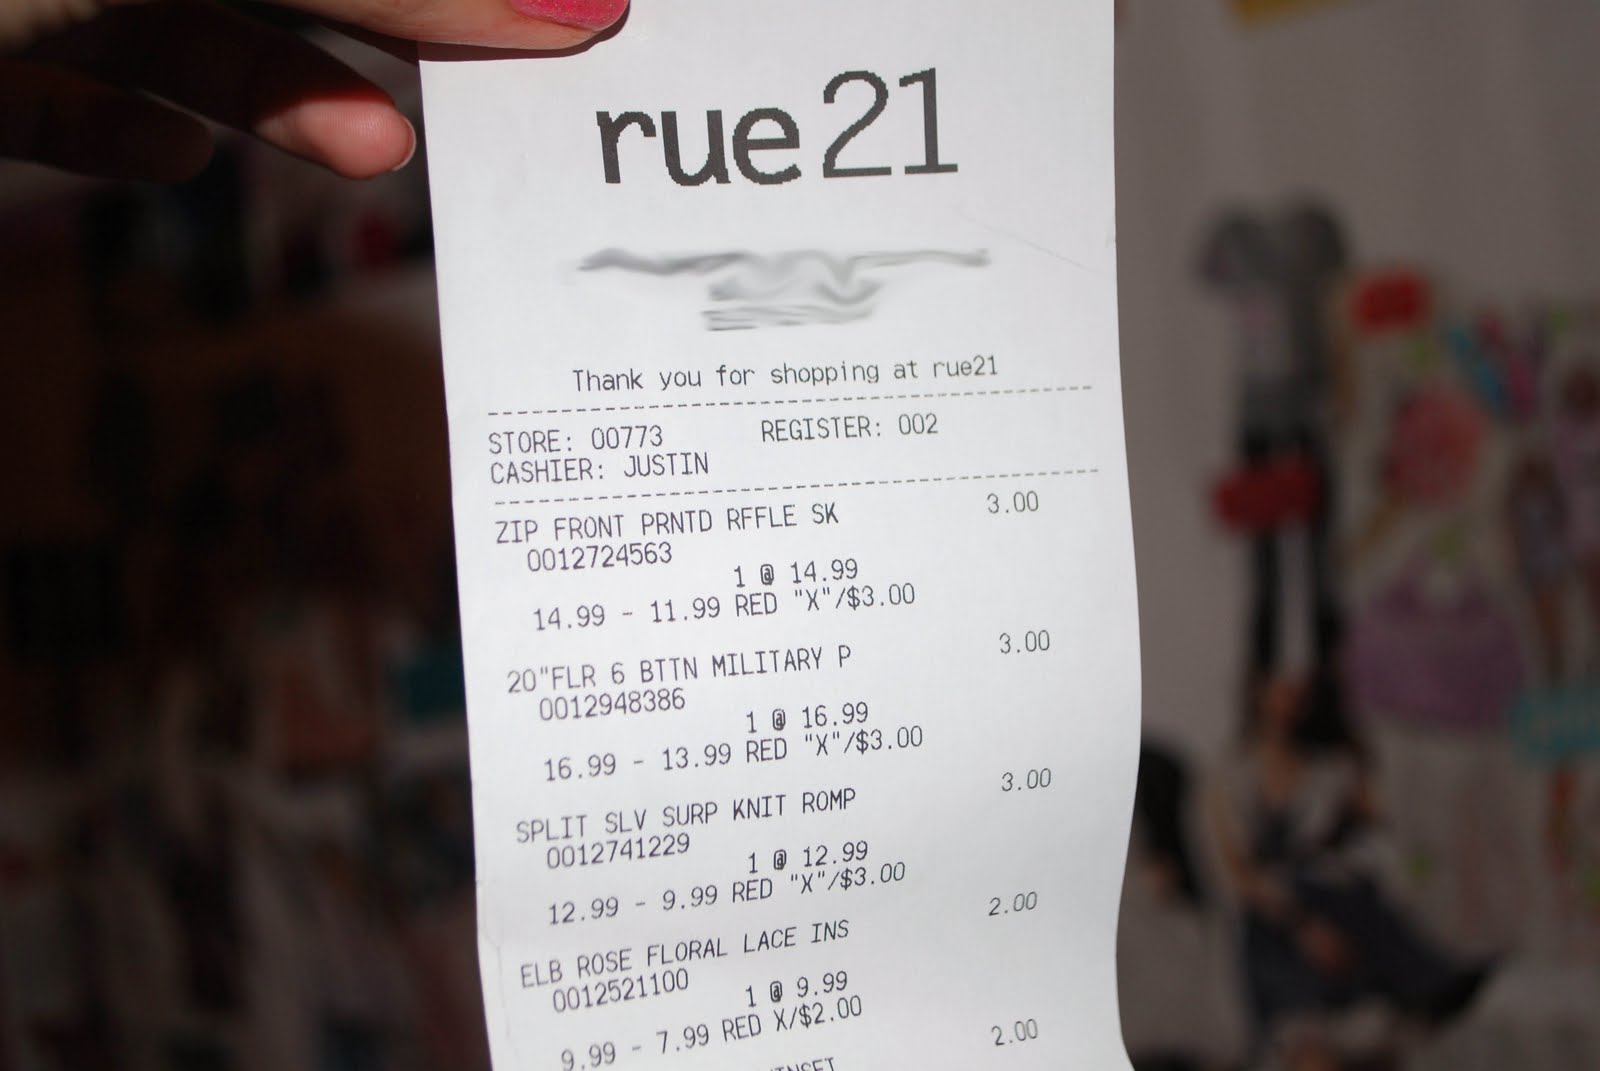 rue21
Thank you for shopping at rue21
STORE: 00773 REGISTER: 002
CASHIER: JUSTIN
ZIP FRONT PRNTD RFFLE SK 3.00
0012724563
1 @ 14.99
14.99 - 11.99 RED "X"/$3.00
20"FLR 6 BTTN MILITARY P 3.00
0012948386
1 @ 16.99
16.99 - 13.99 RED "X"/$3.00
SPLIT SLV SURP KNIT ROMP 3.00
0012741229
1 @ 12.99
12.99 - 9.99 RED "X"/$3.00
ELB ROSE FLORAL LACE INS 2.00
0012521100
1 @ 9.99
9.99 - 7.99 RED X/$2.00
2.00